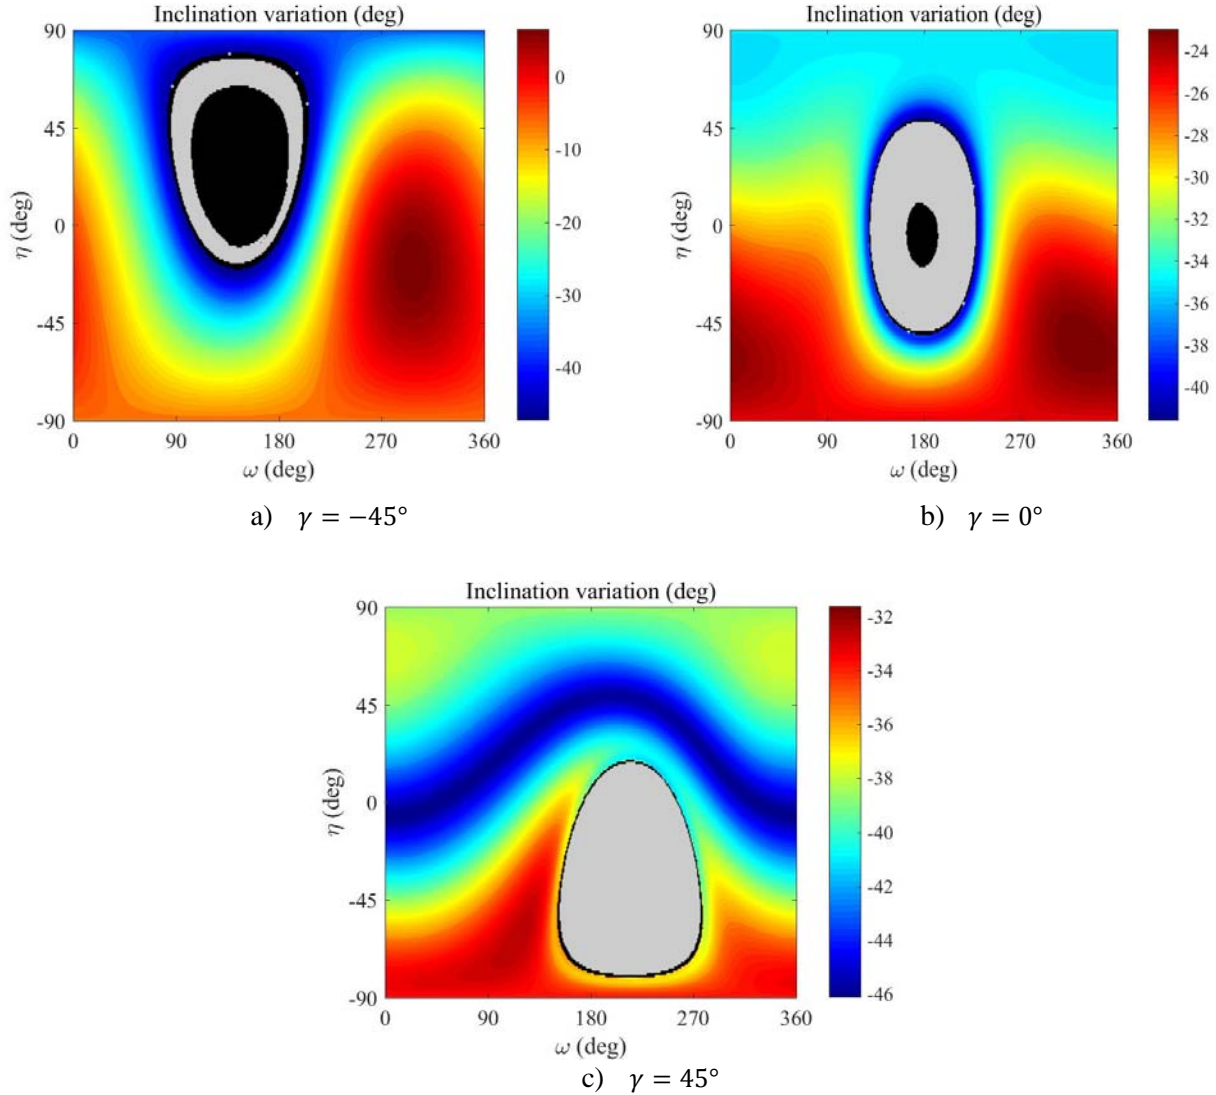 Inclination variation (deg)
90
45
0
-45
-90
η (deg)
0 90 180 270 360
ω (deg)
0
-10
-20
-30
-40
a) γ = −45°
Inclination variation (deg)
90
45
0
-45
-90
η (deg)
0 90 180 270 360
ω (deg)
-24
-26
-28
-30
-32
-34
-36
-38
-40
b) γ = 0°
Inclination variation (deg)
90
45
0
-45
-90
η (deg)
0 90 180 270 360
ω (deg)
-32
-34
-36
-38
-40
-42
-44
-46
c) γ = 45°